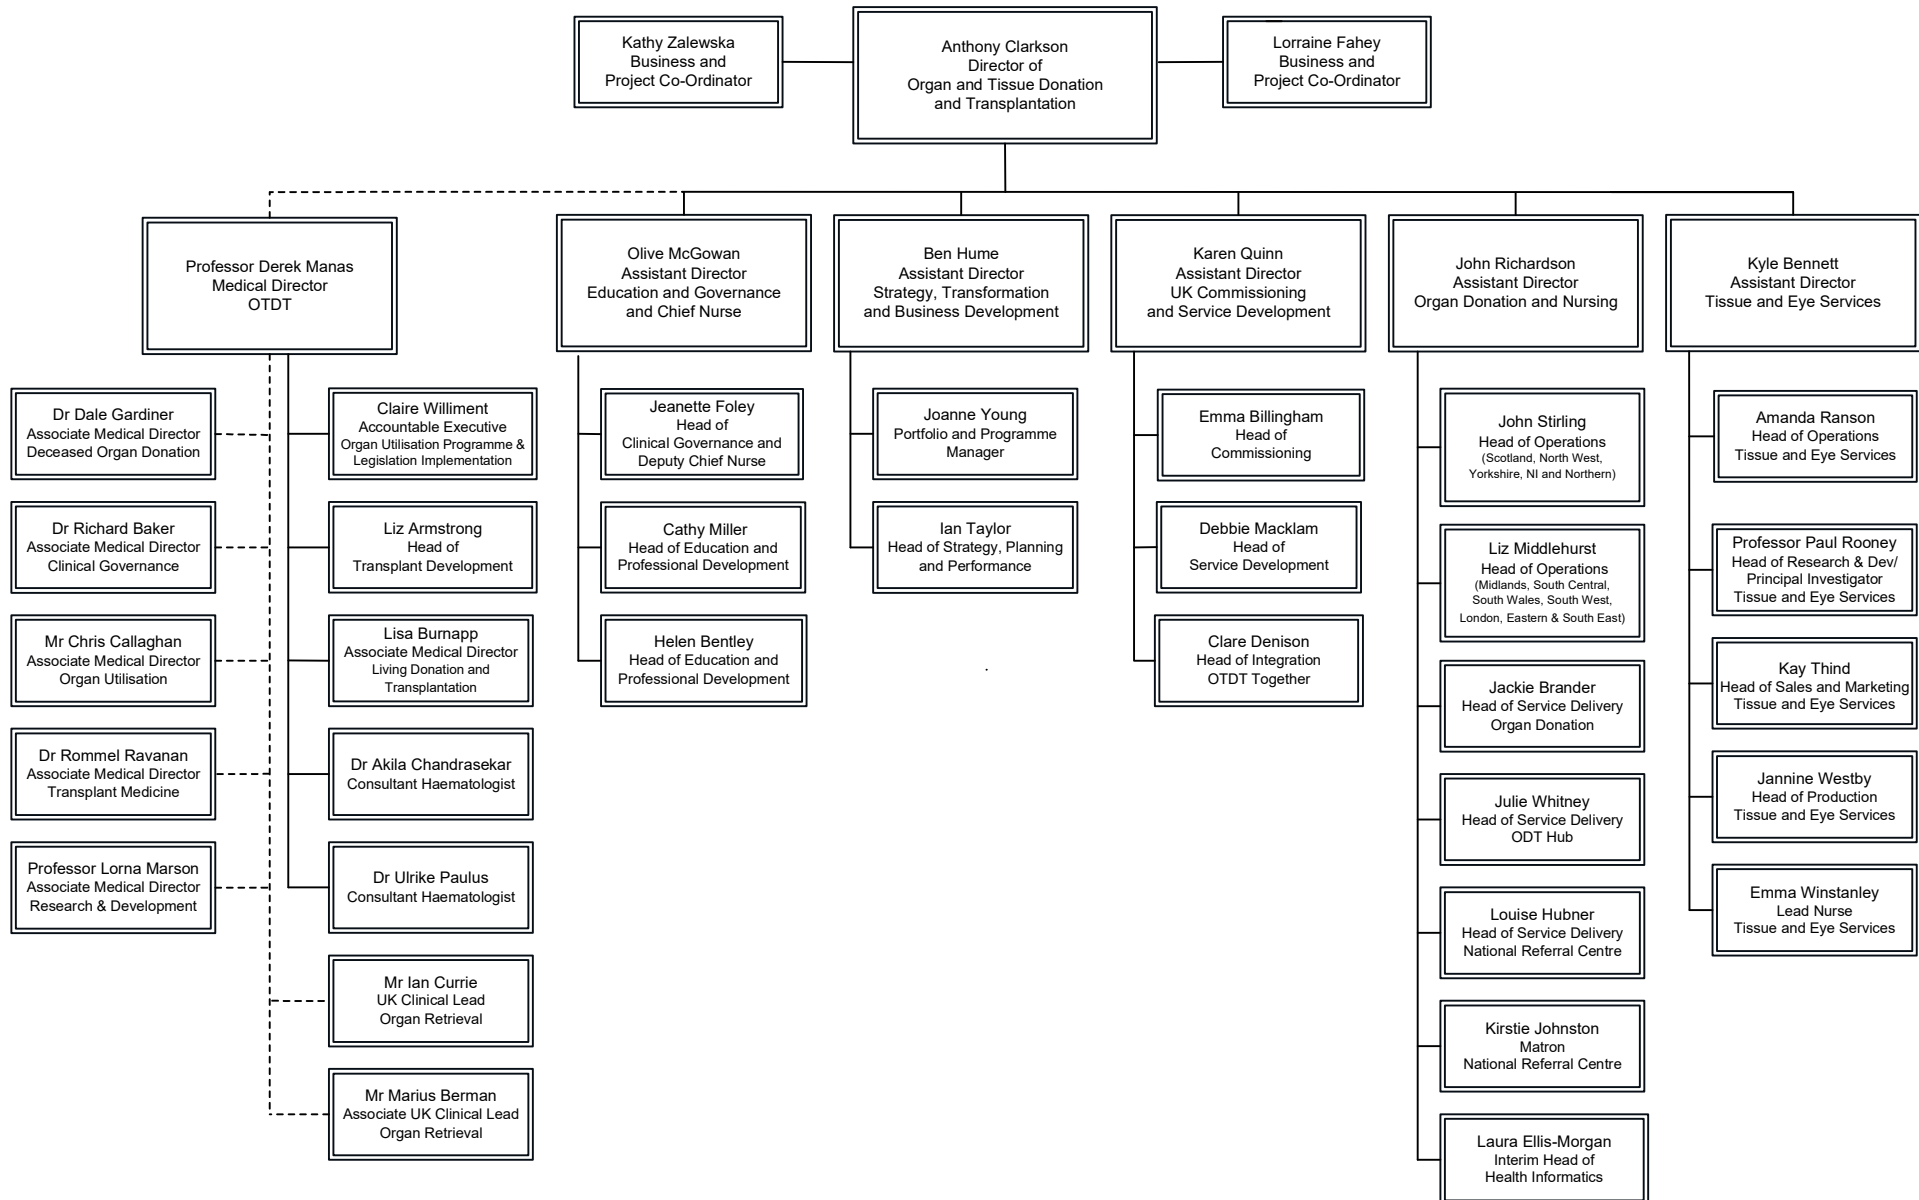 Kathy Zalewska
Business and
Project Co-Ordinator
Anthony Clarkson
Director of
Organ and Tissue Donation
and Transplantation
Lorraine Fahey
Business and
Project Co-Ordinator
Professor Derek Manas
Medical Director
OTDT
Olive McGowan
Assistant Director
Education and Governance
and Chief Nurse
Ben Hume
Assistant Director
Strategy, Transformation
and Business Development
Karen Quinn
Assistant Director
UK Commissioning
and Service Development
John Richardson
Assistant Director
Organ Donation and Nursing
Kyle Bennett
Assistant Director
Tissue and Eye Services
Dr Dale Gardiner
Associate Medical Director
Deceased Organ Donation
Dr Richard Baker
Associate Medical Director
Clinical Governance
Mr Chris Callaghan
Associate Medical Director
Organ Utilisation
Dr Rommel Ravanan
Associate Medical Director
Transplant Medicine
Professor Lorna Marson
Associate Medical Director
Research & Development
Claire Williment
Accountable Executive
Organ Utilisation Programme &
Legislation Implementation
Liz Armstrong
Head of
Transplant Development
Lisa Burnapp
Associate Medical Director
Living Donation and
Transplantation
Dr Akila Chandrasekar
Consultant Haematologist
Dr Ulrike Paulus
Consultant Haematologist
Mr Ian Currie
UK Clinical Lead
Organ Retrieval
Mr Marius Berman
Associate UK Clinical Lead
Organ Retrieval
Jeanette Foley
Head of
Clinical Governance and
Deputy Chief Nurse
Cathy Miller
Head of Education and
Professional Development
Helen Bentley
Head of Education and
Professional Development
Joanne Young
Portfolio and Programme
Manager
Ian Taylor
Head of Strategy, Planning
and Performance
Emma Billingham
Head of
Commissioning
Debbie Macklam
Head of
Service Development
Clare Denison
Head of Integration
OTDT Together
John Stirling
Head of Operations
(Scotland, North West,
Yorkshire, NI and Northern)
Liz Middlehurst
Head of Operations
(Midlands, South Central,
South Wales, South West,
London, Eastern & South East)
Jackie Brander
Head of Service Delivery
Organ Donation
Julie Whitney
Head of Service Delivery
ODT Hub
Louise Hubner
Head of Service Delivery
National Referral Centre
Kirstie Johnston
Matron
National Referral Centre
Laura Ellis-Morgan
Interim Head of
Health Informatics
Amanda Ranson
Head of Operations
Tissue and Eye Services
Professor Paul Rooney
Head of Research & Dev/
Principal Investigator
Tissue and Eye Services
Kay Thind
Head of Sales and Marketing
Tissue and Eye Services
Jannine Westby
Head of Production
Tissue and Eye Services
Emma Winstanley
Lead Nurse
Tissue and Eye Services